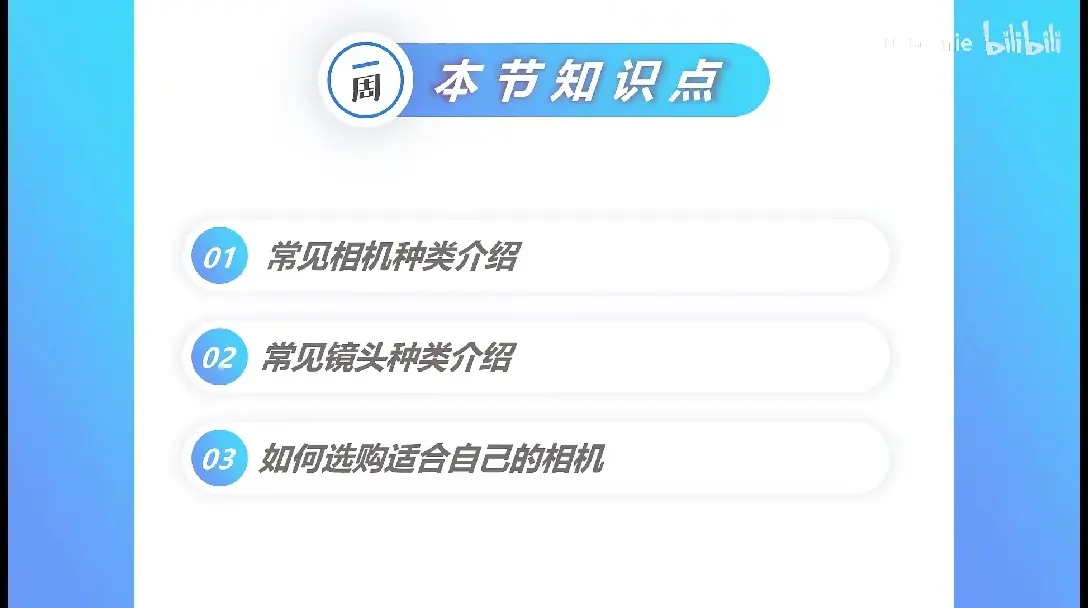 bilibili
一周
本节知识点
01 常见相机种类介绍
02 常见镜头种类介绍
03 如何选购适合自己的相机